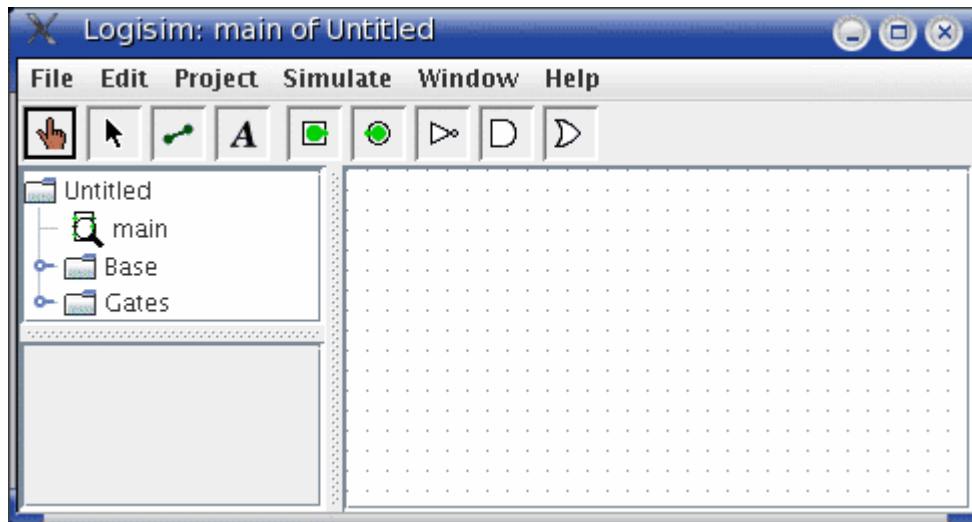 Logisim: main of Untitled
File Edit Project Simulate Window Help
A
Untitled
main
Base
Gates